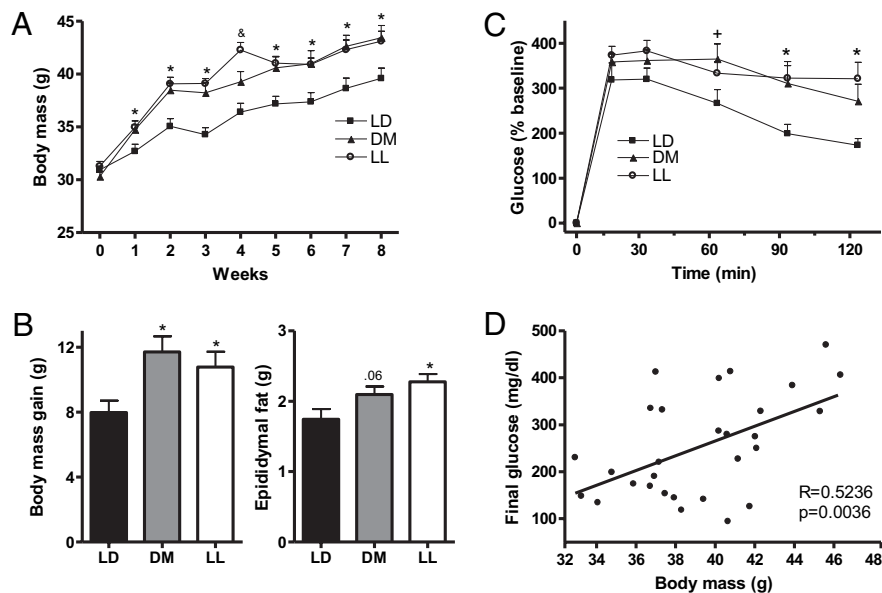 A
Body mass (g)
45
40
35
30
25
&
* * * * * * *
LD
DM
LL
0 1 2 3 4 5 6 7 8
Weeks
C
Glucose (% baseline)
400
300
200
100
0
+ * *
LD
DM
LL
0 30 60 90 120
Time (min)
B
Body mass gain (g)
12
9
6
3
0
* *
LD DM LL
Epididymal fat (g)
3
2
1
0
.06 *
LD DM LL
D
Final glucose (mg/dl)
500
400
300
200
100
R=0.5236
p=0.0036
32 34 36 38 40 42 44 46 48
Body mass (g)